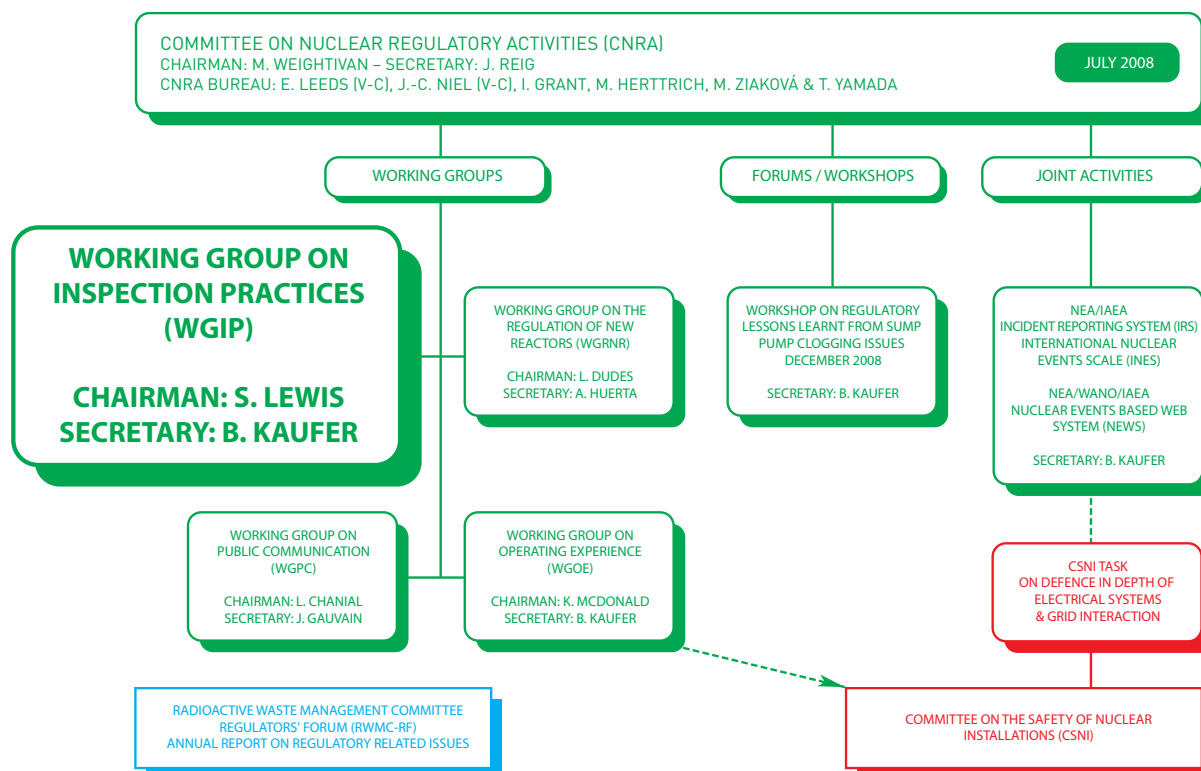 COMMITTEE ON NUCLEAR REGULATORY ACTIVITIES (CNRA)
CHAIRMAN: M. WEIGHTIVAN – SECRETARY: J. REIG
CNRA BUREAU: E. LEEDS (V-C), J.-C. NIEL (V-C), I. GRANT, M. HERTTRICH, M. ZIAKOVÁ & T. YAMADA
JULY 2008
WORKING GROUPS
FORUMS / WORKSHOPS
JOINT ACTIVITIES
WORKING GROUP ON
INSPECTION PRACTICES
(WGIP)
CHAIRMAN: S. LEWIS
SECRETARY: B. KAUFER
WORKING GROUP ON THE
REGULATION OF NEW
REACTORS (WGRNR)
CHAIRMAN: L. DUDES
SECRETARY: A. HUERTA
WORKSHOP ON REGULATORY
LESSONS LEARNT FROM SUMP
PUMP CLOGGING ISSUES
DECEMBER 2008
SECRETARY: B. KAUFER
NEA/IAEA
INCIDENT REPORTING SYSTEM (IRS)
INTERNATIONAL NUCLEAR
EVENTS SCALE (INES)
NEA/WANO/IAEA
NUCLEAR EVENTS BASED WEB
SYSTEM (NEWS)
SECRETARY: B. KAUFER
WORKING GROUP ON
PUBLIC COMMUNICATION
(WGPC)
CHAIRMAN: L. CHANIAL
SECRETARY: J. GAUVAIN
WORKING GROUP ON
OPERATING EXPERIENCE
(WGOE)
CHAIRMAN: K. MCDONALD
SECRETARY: B. KAUFER
CSNI TASK
ON DEFENCE IN DEPTH OF
ELECTRICAL SYSTEMS
& GRID INTERACTION
RADIOACTIVE WASTE MANAGEMENT COMMITTEE
REGULATORS' FORUM (RWMC-RF)
ANNUAL REPORT ON REGULATORY RELATED ISSUES
COMMITTEE ON THE SAFETY OF NUCLEAR
INSTALLATIONS (CSNI)